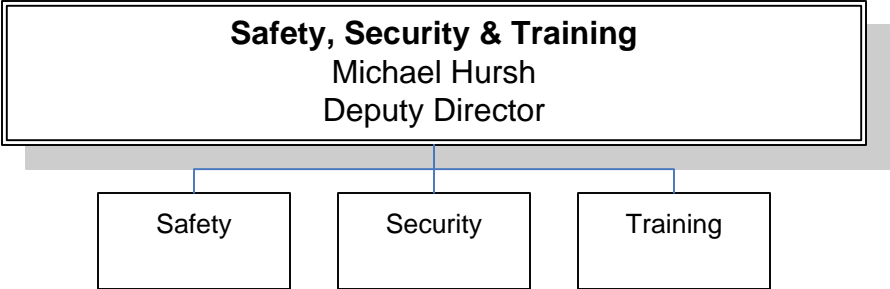 Safety, Security & Training
Michael Hursh
Deputy Director
Safety
Security
Training